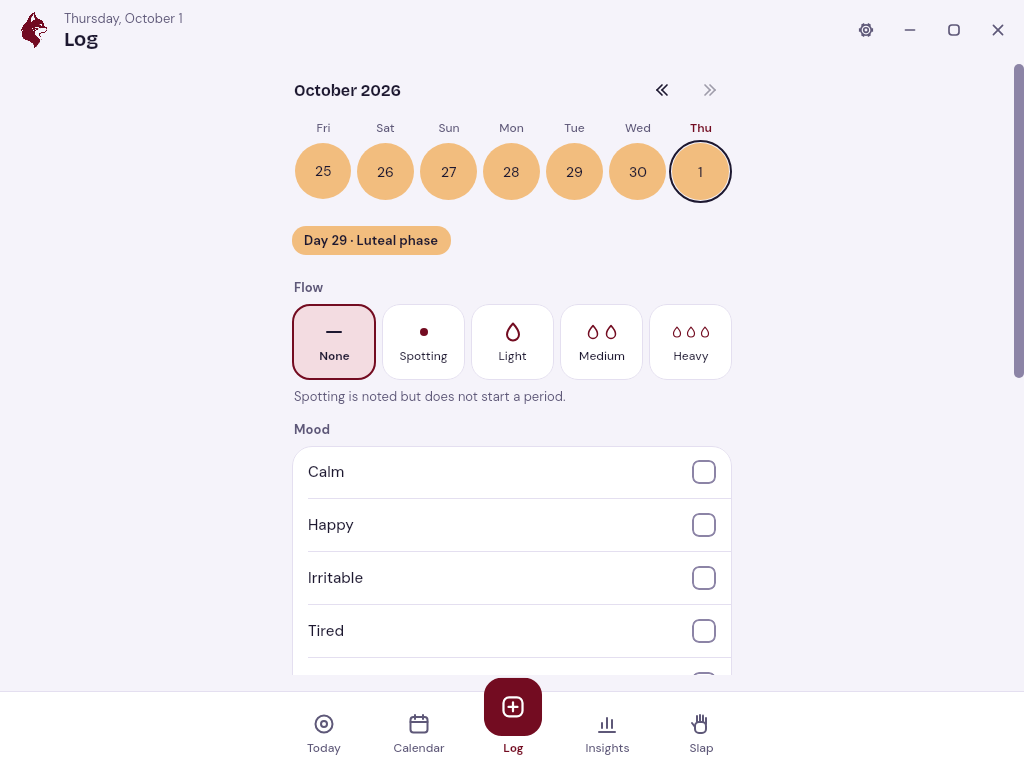 Thursday, October 1
Log
October 2026
Fri Sat Sun Mon Tue Wed Thu
25 26 27 28 29 30 1
Day 29 · Luteal phase
Flow
None Spotting Light Medium Heavy
Spotting is noted but does not start a period.
Mood
Calm
Happy
Irritable
Tired
Today Calendar Log Insights Slap